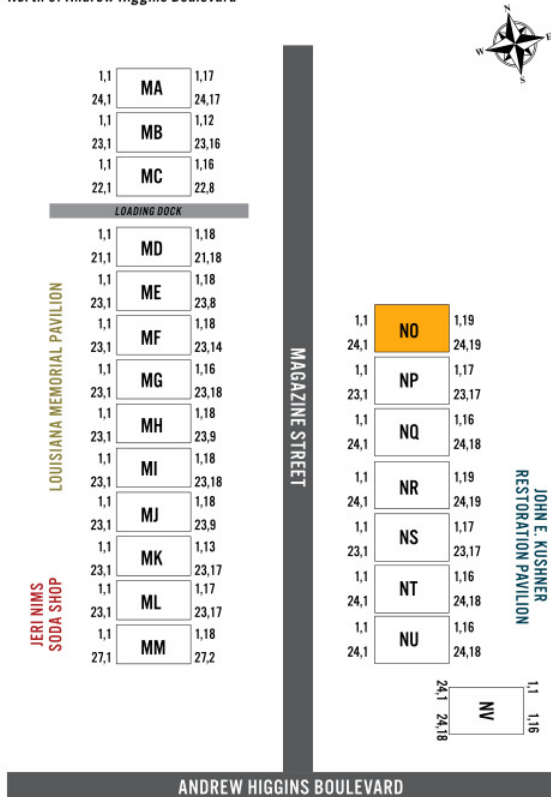 North of Andrew Higgins Boulevard
N
W E
S
1,1 MA 1,17
24,1 24,17
1,1 MB 1,12
23,1 23,16
1,1 MC 1,16
22,1 22,8
LOADING DOCK
1,1 MD 1,18
21,1 21,18
1,1 ME 1,18
23,1 23,8
1,1 MF 1,18
23,1 23,14
1,1 MG 1,16
23,1 23,18
1,1 MH 1,18
23,1 23,9
1,1 MI 1,18
23,1 23,18
1,1 MJ 1,18
23,1 23,9
1,1 MK 1,13
23,1 23,17
1,1 ML 1,17
23,1 23,17
1,1 MM 1,18
27,1 27,2
LOUISIANA MEMORIAL PAVILION
JERI NIMS
SODA SHOP
MAGAZINE STREET
1,1 NO 1,19
24,1 24,19
1,1 NP 1,17
23,1 23,17
1,1 NQ 1,16
24,1 24,18
1,1 NR 1,19
24,1 24,19
1,1 NS 1,17
23,1 23,17
1,1 NT 1,16
24,1 24,18
1,1 NU 1,16
24,1 24,18
1,1 NV 1,16
24,1 24,18
JOHN E. KUSHNER
RESTORATION PAVILION
ANDREW HIGGINS BOULEVARD